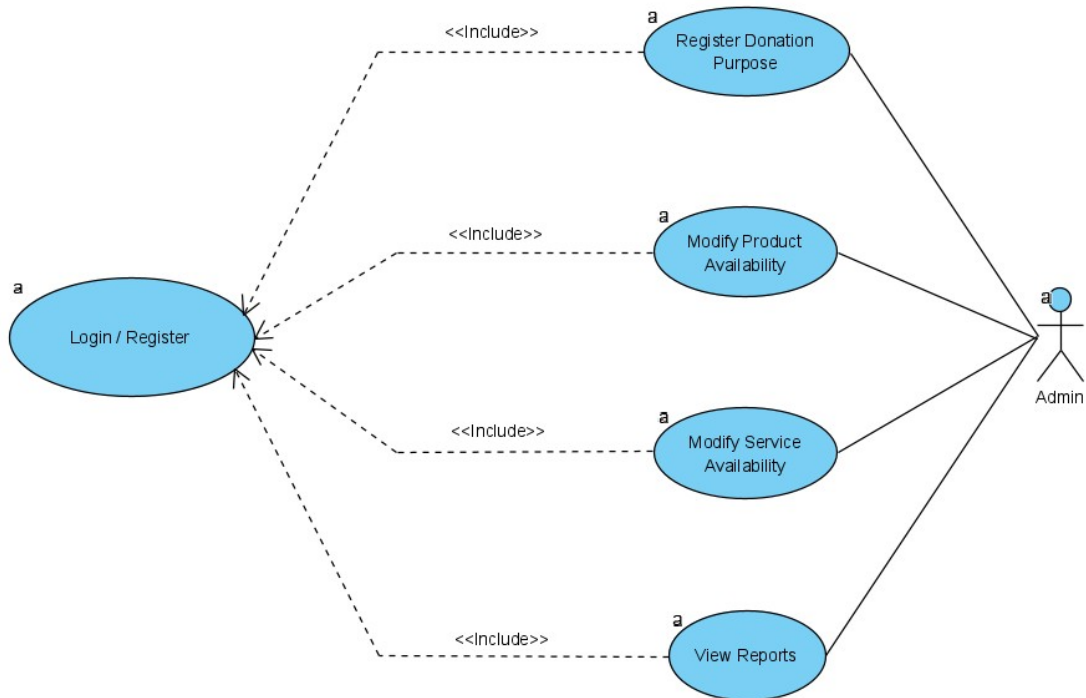 a
<<Include>>
Register Donation
Purpose
a
<<Include>>
Modify Product
Availability
a
Login / Register
a
Admin
a
<<Include>>
Modify Service
Availability
a
<<Include>>
View Reports